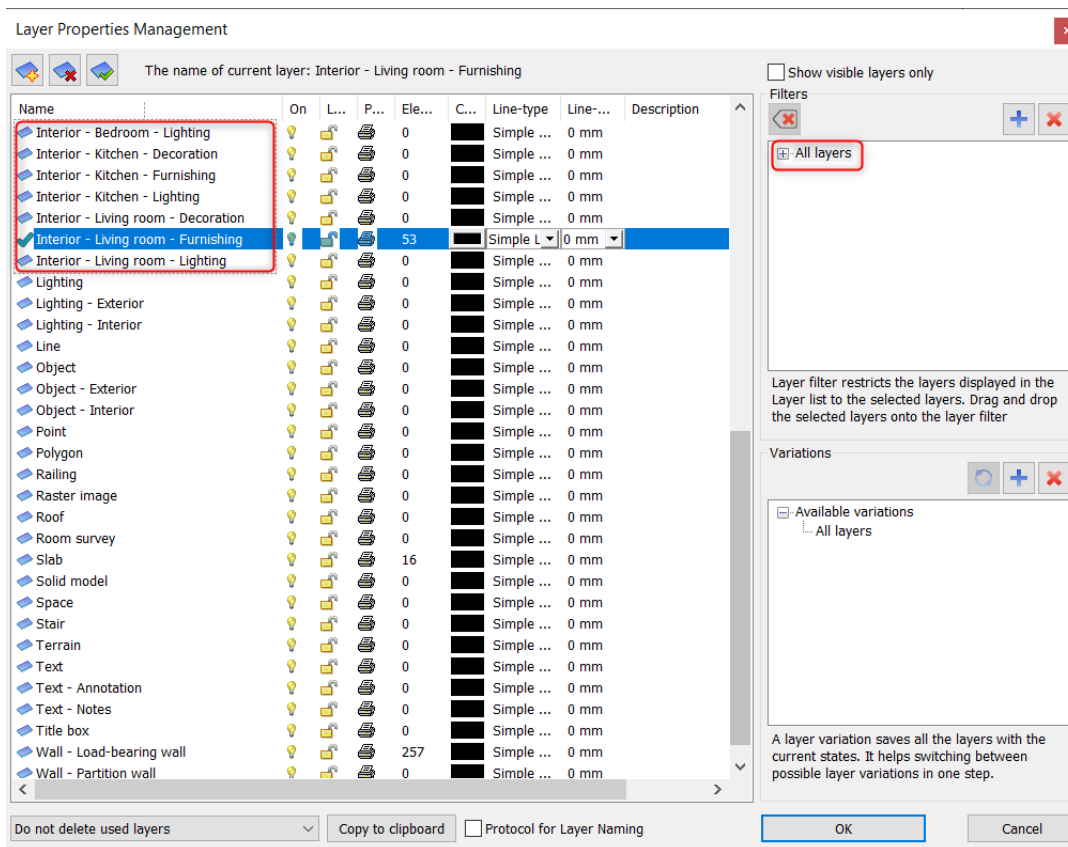 Layer Properties Management
The name of current layer: Interior - Living room - Furnishing
Show visible layers only
Name On L... P... Ele... C... Line-type Line-... Description
Interior - Bedroom - Lighting 0 Simple ... 0 mm
Interior - Kitchen - Decoration 0 Simple ... 0 mm
Interior - Kitchen - Furnishing 0 Simple ... 0 mm
Interior - Kitchen - Lighting 0 Simple ... 0 mm
Interior - Living room - Decoration 0 Simple ... 0 mm
Interior - Living room - Furnishing 53 Simple L 0 mm
Interior - Living room - Lighting 0 Simple ... 0 mm
Lighting 0 Simple ... 0 mm
Lighting - Exterior 0 Simple ... 0 mm
Lighting - Interior 0 Simple ... 0 mm
Line 0 Simple ... 0 mm
Object 0 Simple ... 0 mm
Object - Exterior 0 Simple ... 0 mm
Object - Interior 0 Simple ... 0 mm
Point 0 Simple ... 0 mm
Polygon 0 Simple ... 0 mm
Railing 0 Simple ... 0 mm
Raster image 0 Simple ... 0 mm
Roof 0 Simple ... 0 mm
Room survey 0 Simple ... 0 mm
Slab 16 Simple ... 0 mm
Solid model 0 Simple ... 0 mm
Space 0 Simple ... 0 mm
Stair 0 Simple ... 0 mm
Terrain 0 Simple ... 0 mm
Text 0 Simple ... 0 mm
Text - Annotation 0 Simple ... 0 mm
Text - Notes 0 Simple ... 0 mm
Title box 0 Simple ... 0 mm
Wall - Load-bearing wall 257 Simple ... 0 mm
Wall - Partition wall 0 Simple ... 0 mm
Filters
All layers
Layer filter restricts the layers displayed in the
Layer list to the selected layers. Drag and drop
the selected layers onto the layer filter
Variations
Available variations
All layers
A layer variation saves all the layers with the
current states. It helps switching between
possible layer variations in one step.
Do not delete used layers
Copy to clipboard
Protocol for Layer Naming
OK
Cancel